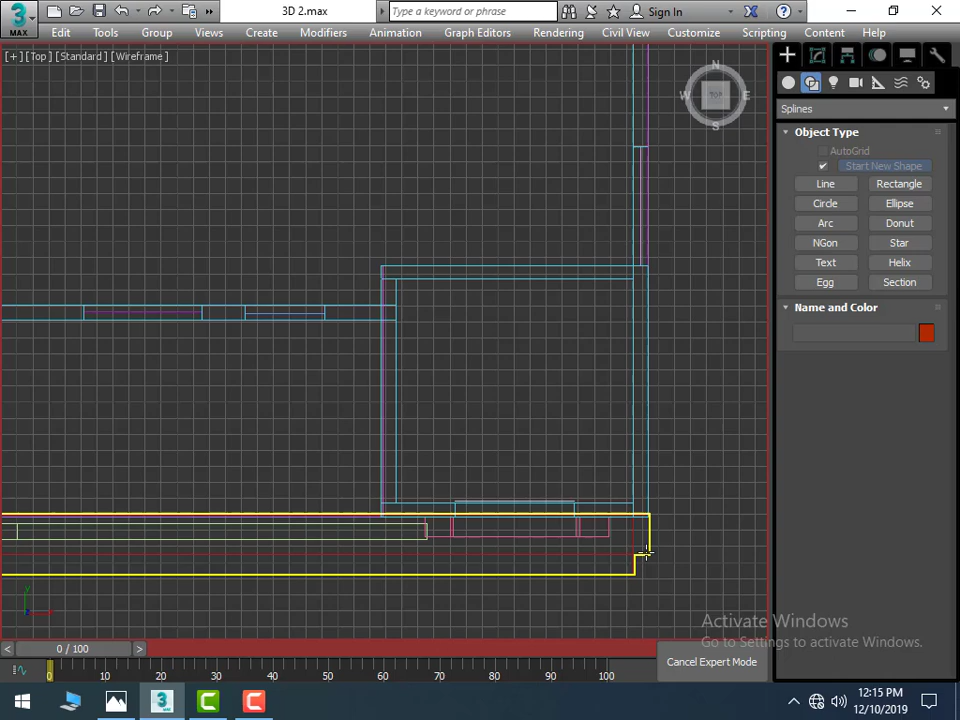 3D 2.max
Type a keyword or phrase
Sign In
MAX
Edit Tools Group Views Create Modifiers Animation Graph Editors Rendering Civil View Customize Scripting Content Help
[+] [Top] [Standard] [Wireframe]
N
W TOP E
S
Splines
Object Type
AutoGrid
Start New Shape
Line Rectangle
Circle Ellipse
Arc Donut
NGon Star
Text Helix
Egg Section
Name and Color
y
Activate Windows
Go to Settings to activate Windows.
< 0 / 100 >
Cancel Expert Mode
0 10 20 30 40 50 60 70 80 90 100
3 MAX
12:15 PM
12/10/2019